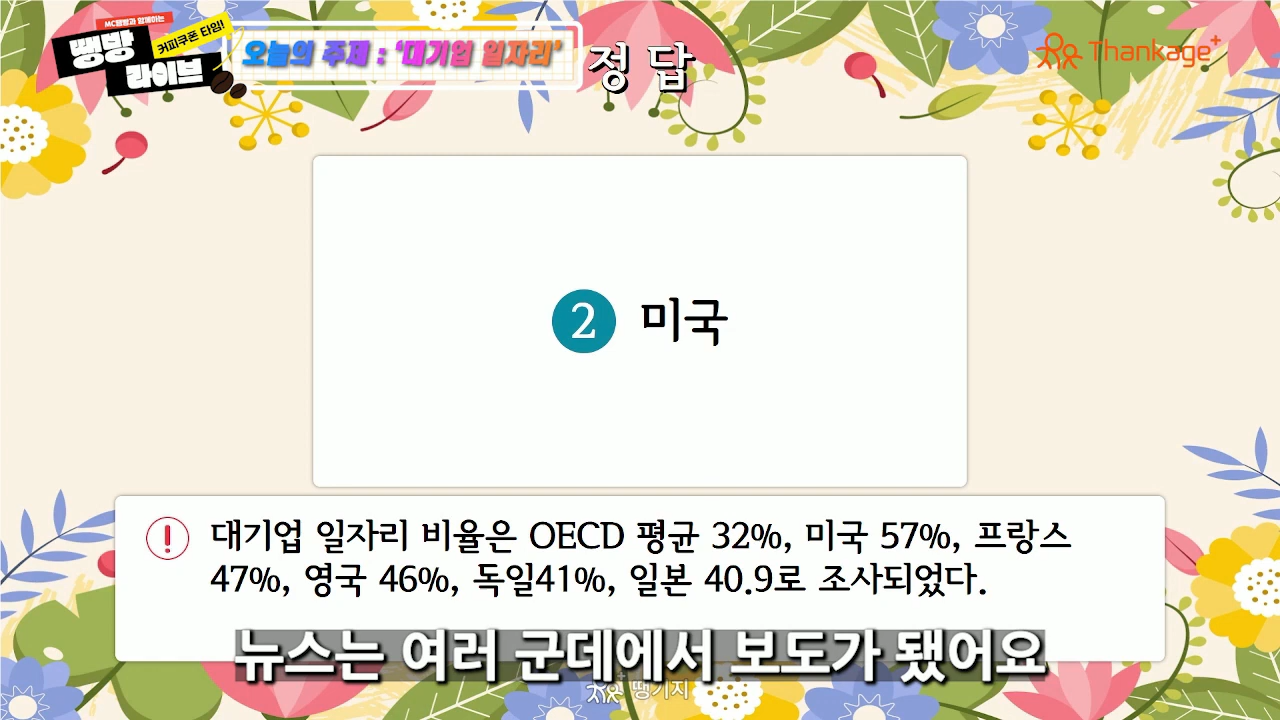 MC땡방과 함께하는
땡방
커피쿠폰 타임!
라이브
오늘의 주제 : ‘대기업 일자리’
정 답
Thankage+
2 미국
! 대기업 일자리 비율은 OECD 평균 32%, 미국 57%, 프랑스
47%, 영국 46%, 독일41%, 일본 40.9로 조사되었다.
뉴스는 여러 군데에서 보도가 됐어요